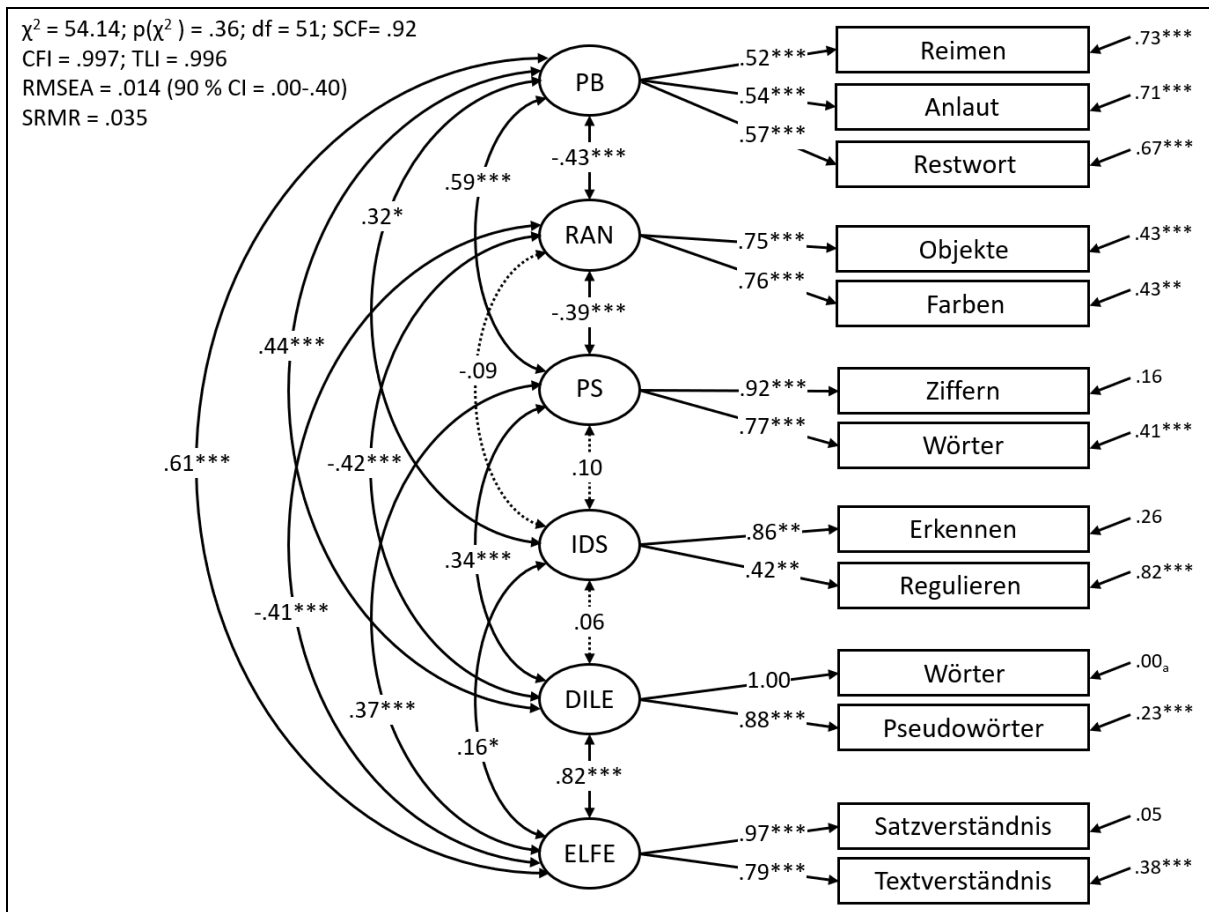 χ² = 54.14; p(χ² ) = .36; df = 51; SCF= .92
CFI = .997; TLI = .996
RMSEA = .014 (90 % CI = .00-.40)
SRMR = .035
PB
.52***
Reimen
.73***
.54***
Anlaut
.71***
.57***
Restwort
.67***
-.43***
.59***
.32*
RAN
.75***
Objekte
.43***
.76***
Farben
.43**
-.39***
.44***
-.09
PS
.92***
Ziffern
.16
.77***
Wörter
.41***
.61***
-.42***
.10
IDS
.86**
Erkennen
.26
.42**
Regulieren
.82***
.34***
-.41***
.06
DILE
1.00
Wörter
.00ₐ
.88***
Pseudowörter
.23***
.37***
.16*
.82***
ELFE
.97***
Satzverständnis
.05
.79***
Textverständnis
.38***